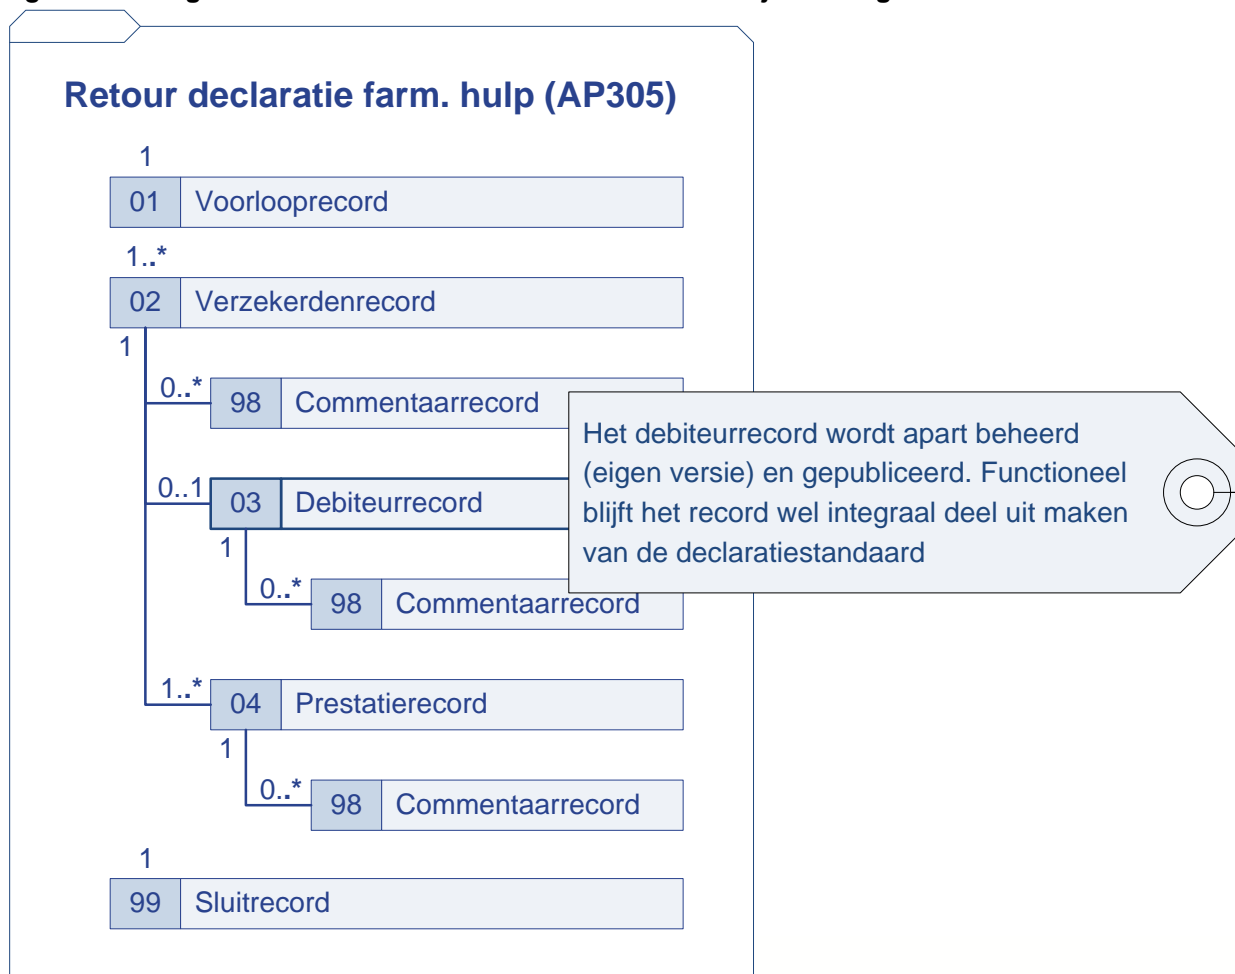 Retour declaratie farm. hulp (AP305)
1
01 Voorlooprecord
1..*
02 Verzekerdenrecord
1
0..* 98 Commentaarrecord
Het debiteurrecord wordt apart beheerd
(eigen versie) en gepubliceerd. Functioneel
blijft het record wel integraal deel uit maken
van de declaratiestandaard
0..1 03 Debiteurrecord
1
0..* 98 Commentaarrecord
1..* 04 Prestatierecord
1
0..* 98 Commentaarrecord
1
99 Sluitrecord